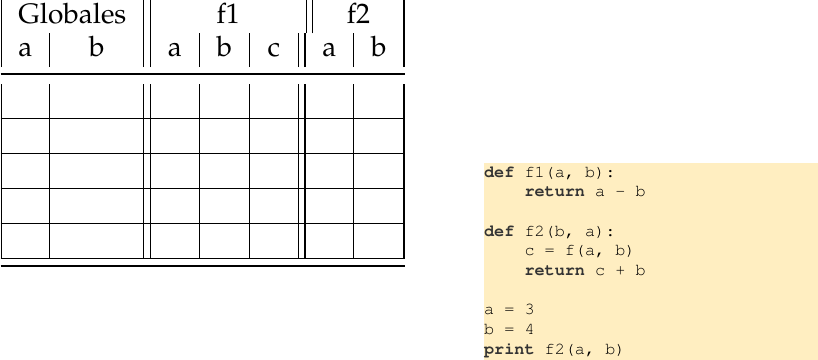 Globales f1 f2
a b a b c a b
def f1(a, b):
    return a - b
def f2(b, a):
    c = f(a, b)
    return c + b
a = 3
b = 4
print f2(a, b)